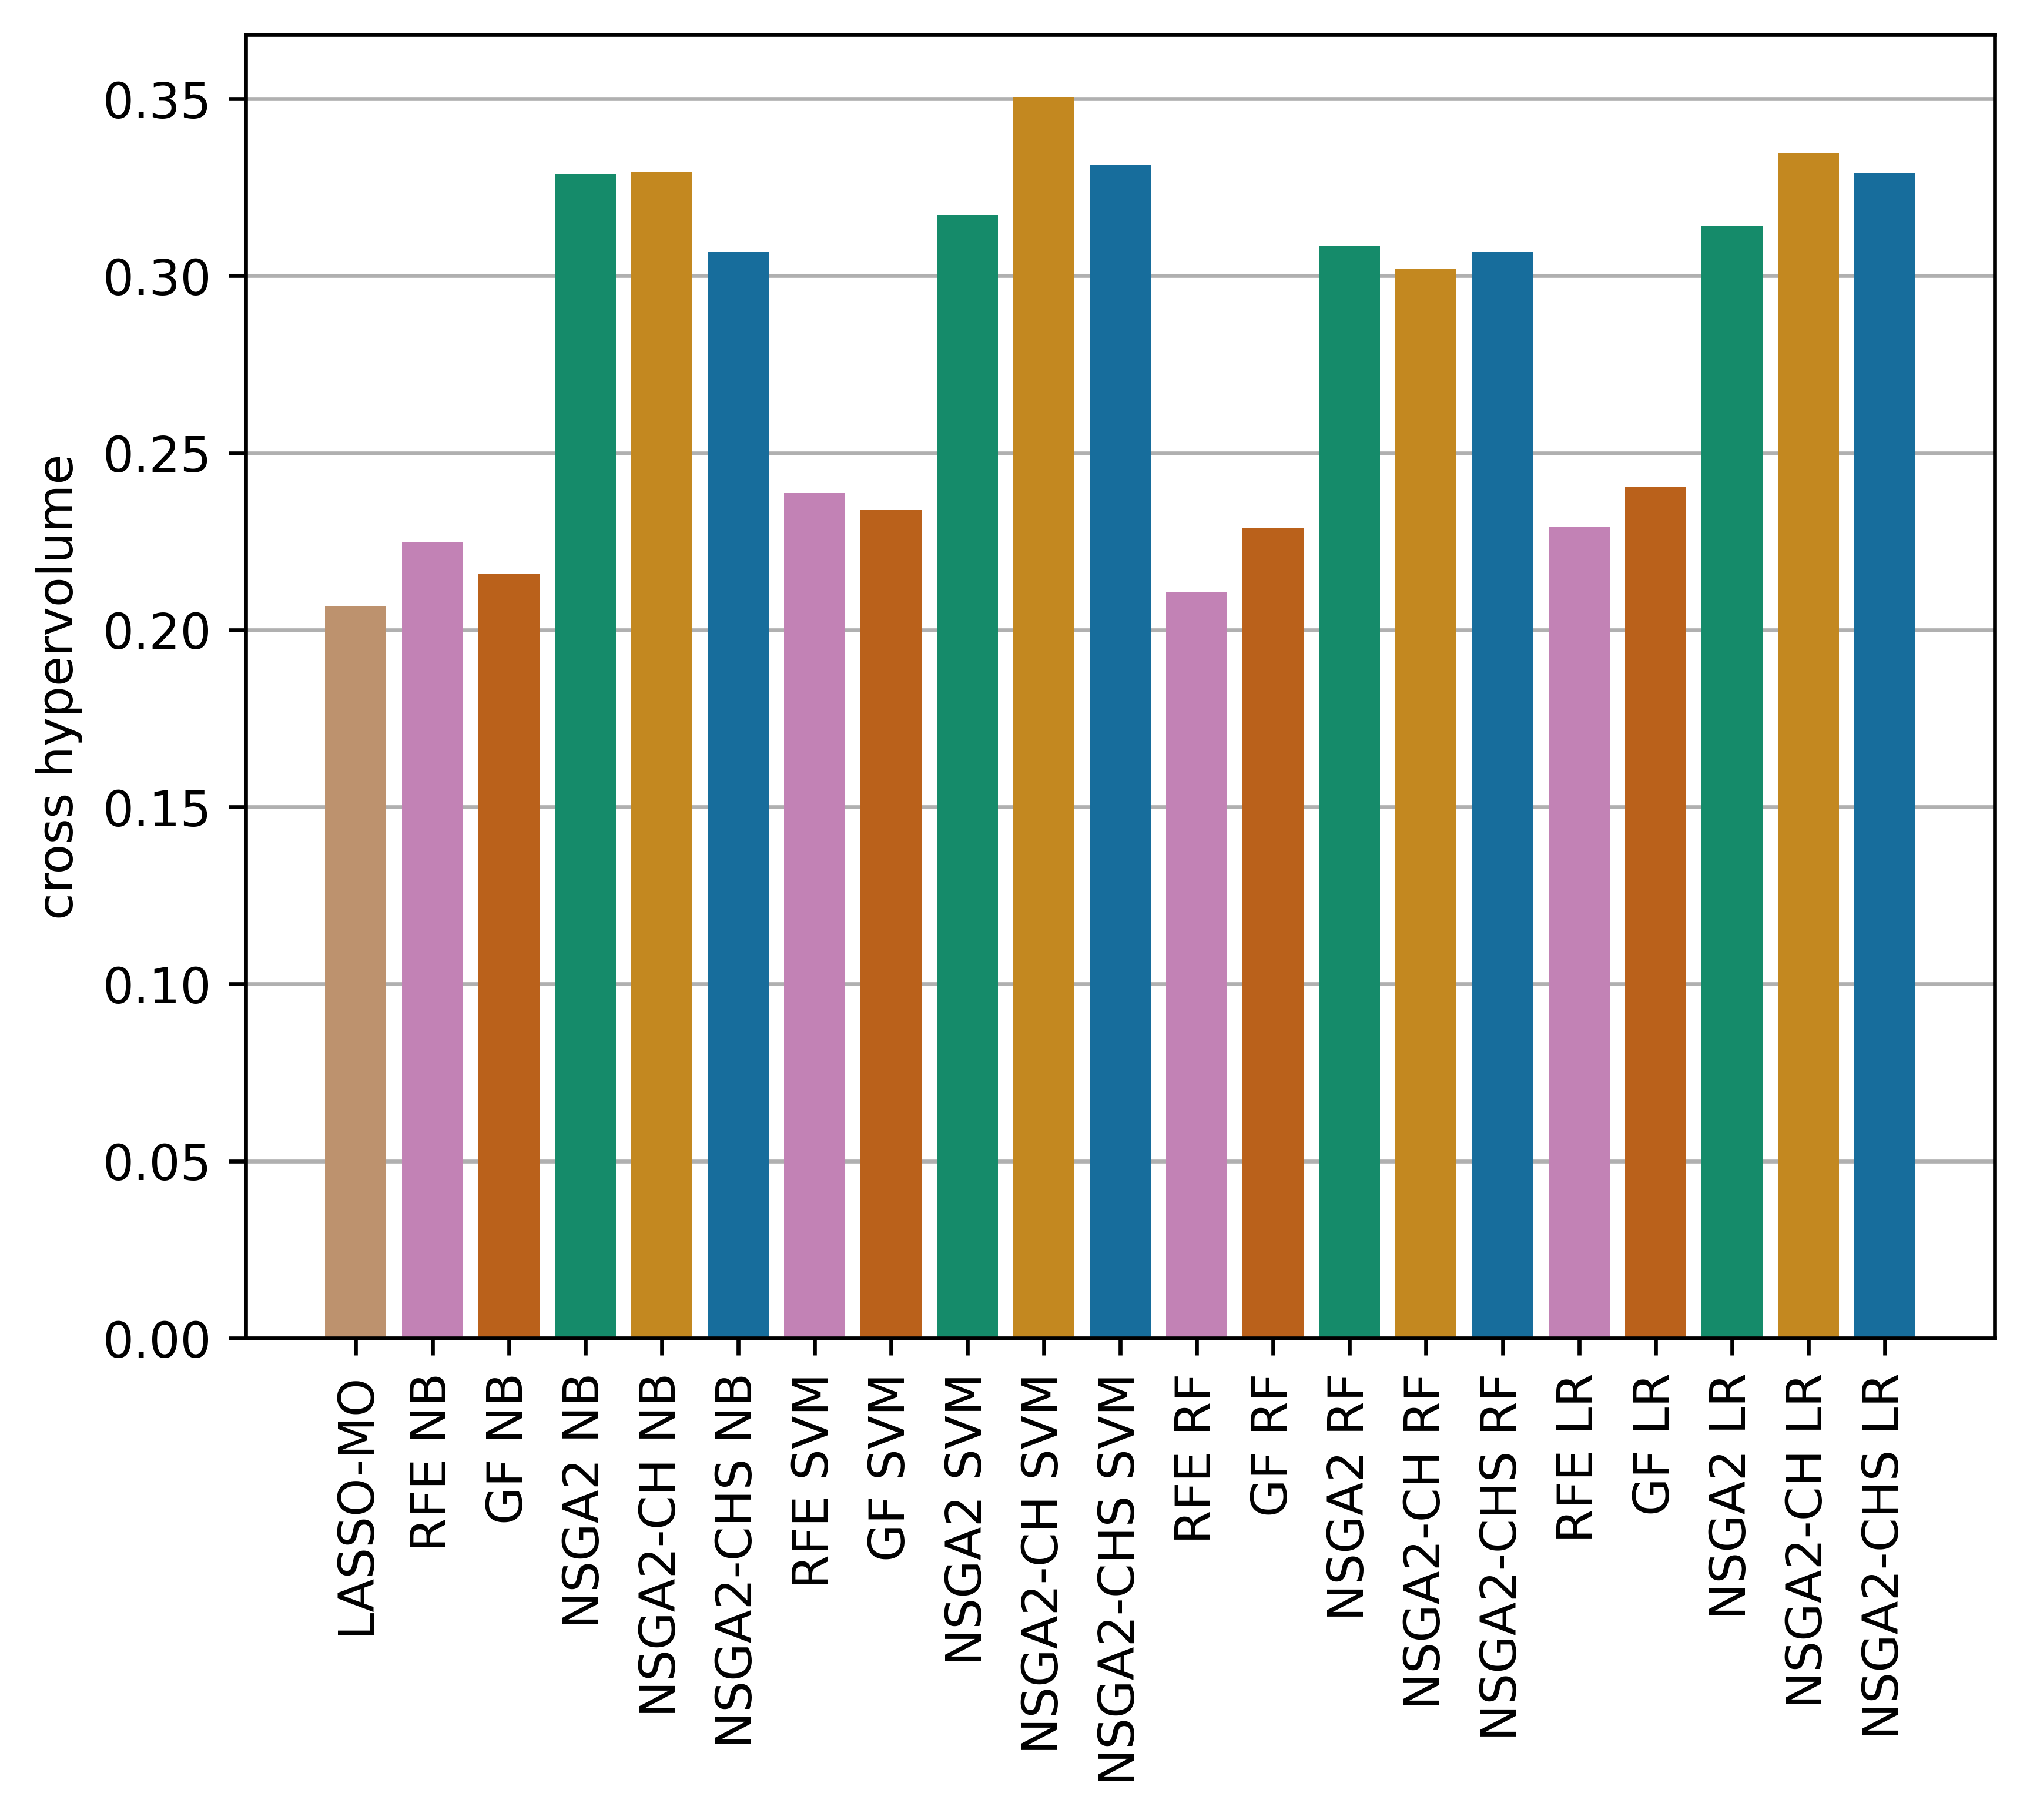 cross hypervolume
0.35
0.30
0.25
0.20
0.15
0.10
0.05
0.00
LASSO-MO
RFE NB
GF NB
NSGA2 NB
NSGA2-CH NB
NSGA2-CHS NB
RFE SVM
GF SVM
NSGA2 SVM
NSGA2-CH SVM
NSGA2-CHS SVM
RFE RF
GF RF
NSGA2 RF
NSGA2-CH RF
NSGA2-CHS RF
RFE LR
GF LR
NSGA2 LR
NSGA2-CH LR
NSGA2-CHS LR